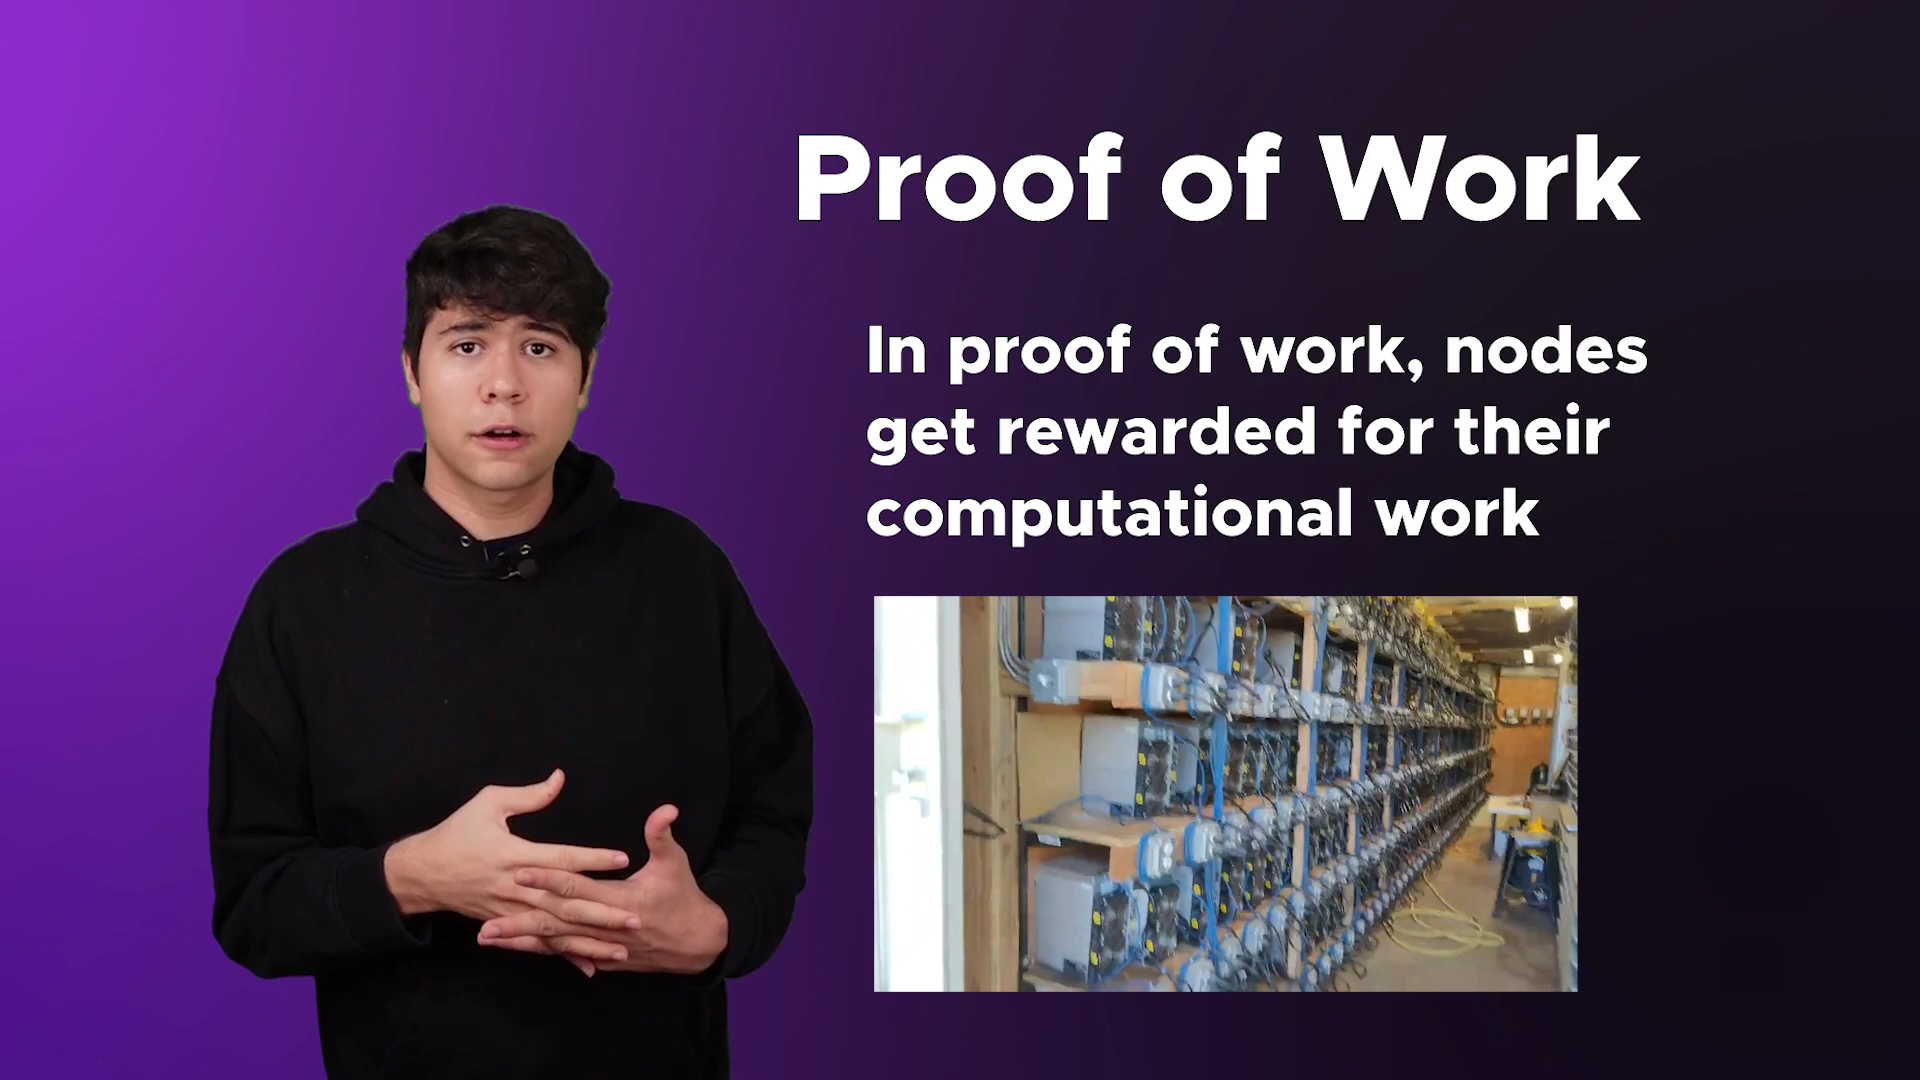 Proof of Work
In proof of work, nodes
get rewarded for their
computational work